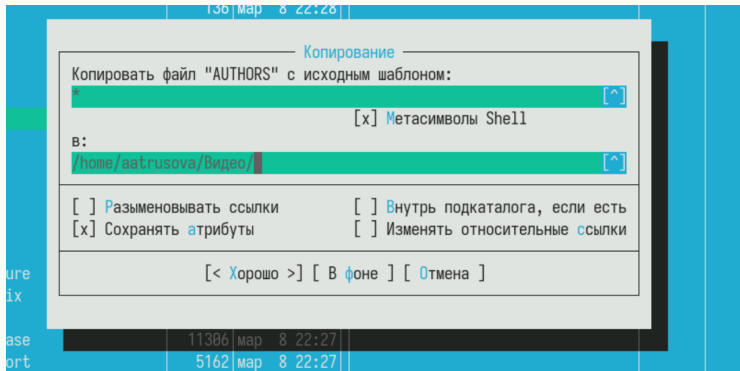 136 мар 8 22:28
Копирование
Копировать файл "AUTHORS" с исходным шаблоном:
* [^]
[x] Метасимволы Shell
в:
/home/aatrusova/Видео/ [^]
[ ] Разыменовывать ссылки [ ] Внутрь подкаталога, если есть
[x] Сохранять атрибуты [ ] Изменять относительные ссылки
[< Хорошо >] [ В фоне ] [ Отмена ]
ure
ix
ase 11306 мар 8 22:27
ort 5162 мар 8 22:27